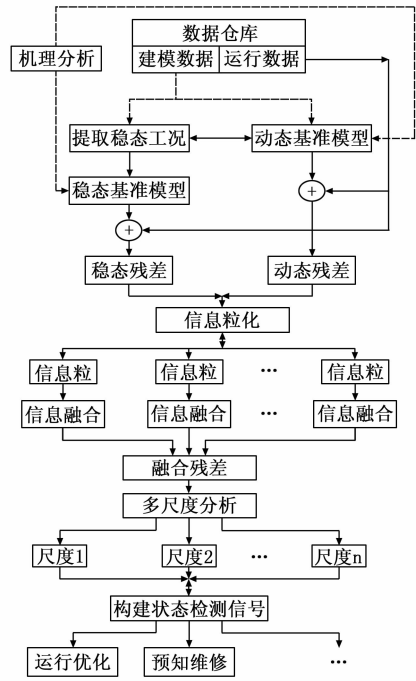 数据仓库
机理分析
建模数据 运行数据
提取稳态工况 动态基准模型
稳态基准模型
+
+
稳态残差 动态残差
信息粒化
信息粒 信息粒 … 信息粒
信息融合 信息融合 … 信息融合
融合残差
多尺度分析
尺度1 尺度2 … 尺度n
构建状态检测信号
运行优化 预知维修 …